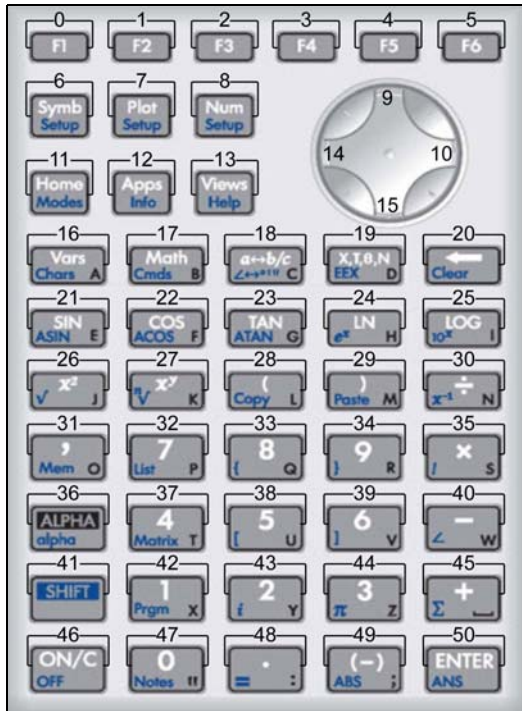 0 1 2 3 4 5
F1 F2 F3 F4 F5 F6
6 7 8
Symb Plot Num
Setup Setup Setup
9
14 10
15
11 12 13
Home Apps Views
Modes Info Help
16 17 18 19 20
Vars Math a↔b/c X,T,θ,N ←
Chars A Cmds B C EEX D Clear
21 22 23 24 25
SIN COS TAN LN LOG
ASIN E ACOS F ATAN G eˣ H 10ˣ I
26 27 28 29 30
x² xʸ ( ) ÷
√ J ⁿ√ K Copy L Paste M x⁻¹ N
31 32 33 34 35
, 7 8 9 ×
Mem O List P { Q } R ! S
36 37 38 39 40
ALPHA 4 5 6 −
alpha Matrix T [ U ] V ∠ W
41 42 43 44 45
SHIFT 1 2 3 +
Prgm X i Y π Z Σ ␣
46 47 48 49 50
ON/C 0 . (−) ENTER
OFF Notes " = : ABS ; ANS